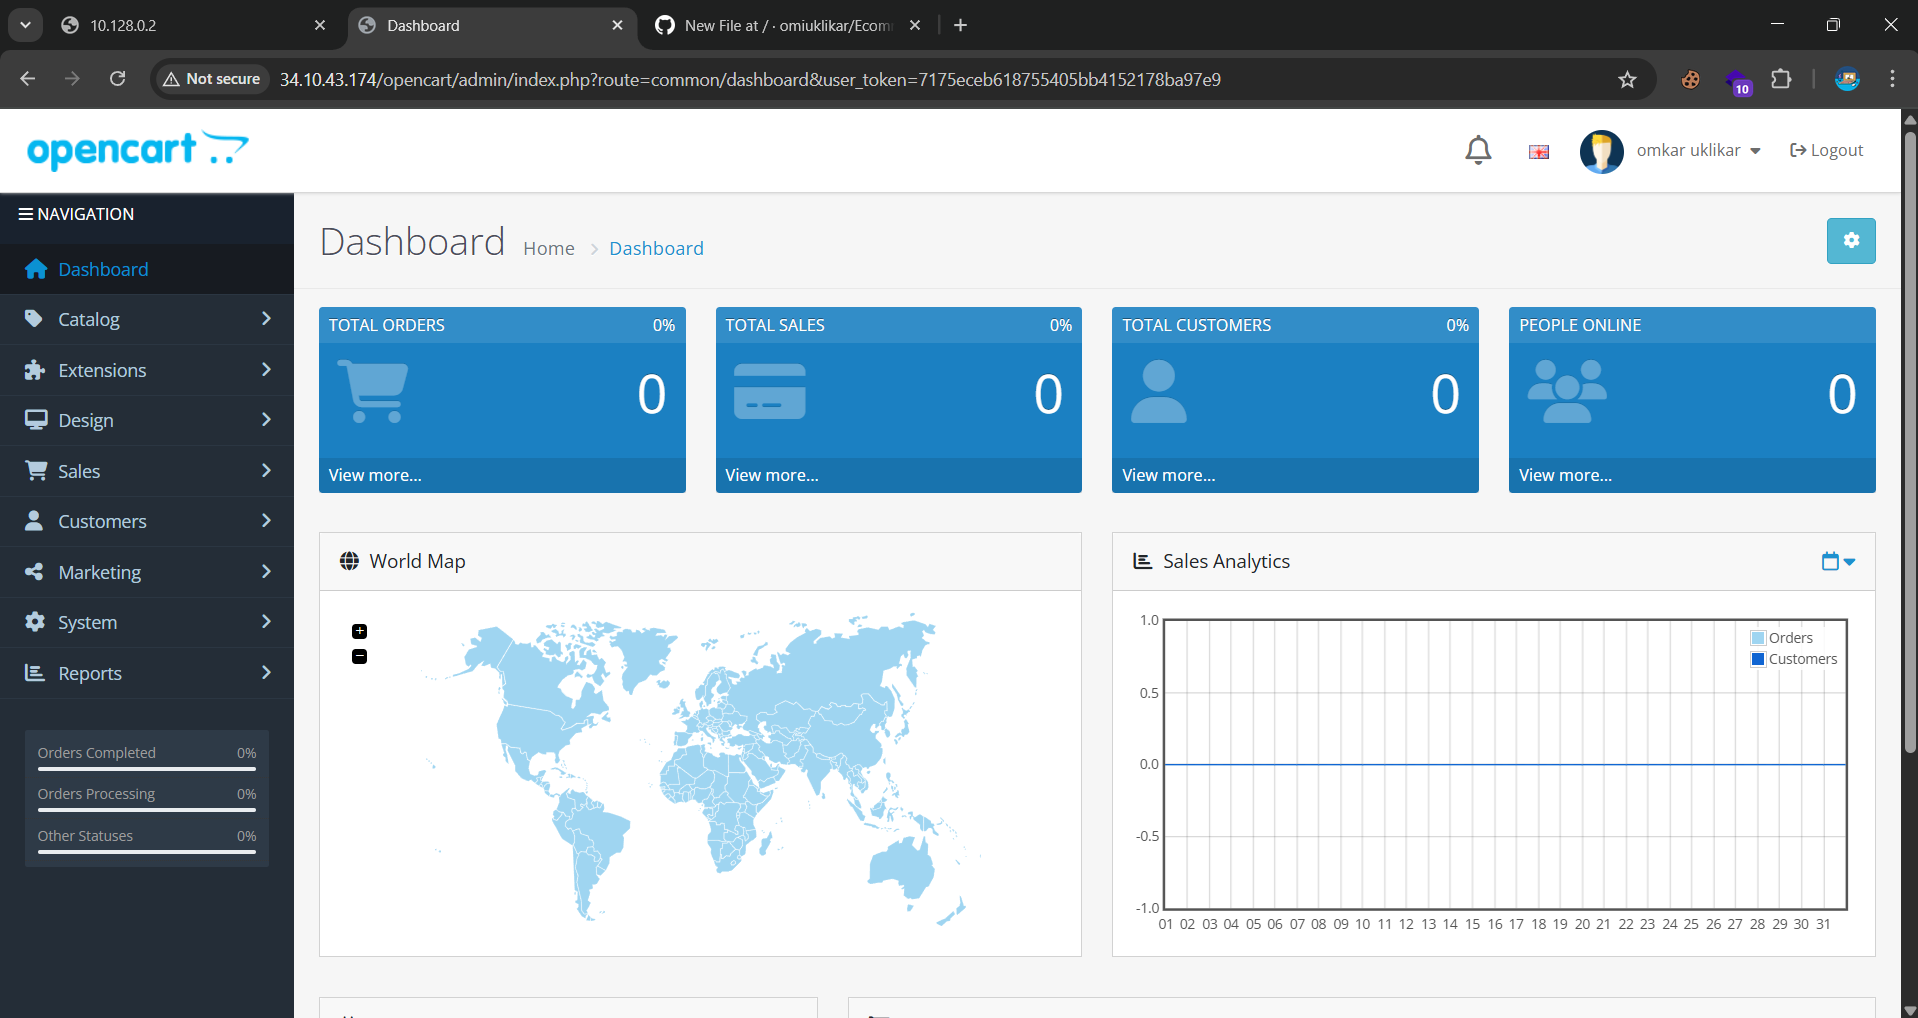 10.128.0.2
Dashboard
New File at / · omiuklikar/Ecom
Not secure
34.10.43.174/opencart/admin/index.php?route=common/dashboard&user_token=7175eceb618755405bb4152178ba97e9
10
opencart
omkar uklikar
Logout
NAVIGATION
Dashboard
Catalog
Extensions
Design
Sales
Customers
Marketing
System
Reports
Orders Completed 0%
Orders Processing 0%
Other Statuses 0%
Dashboard
Home > Dashboard
TOTAL ORDERS 0%
0
View more...
TOTAL SALES 0%
0
View more...
TOTAL CUSTOMERS 0%
0
View more...
PEOPLE ONLINE
0
View more...
World Map
+
−
Sales Analytics
1.0
0.5
0.0
-0.5
-1.0
Orders
Customers
01 02 03 04 05 06 07 08 09 10 11 12 13 14 15 16 17 18 19 20 21 22 23 24 25 26 27 28 29 30 31